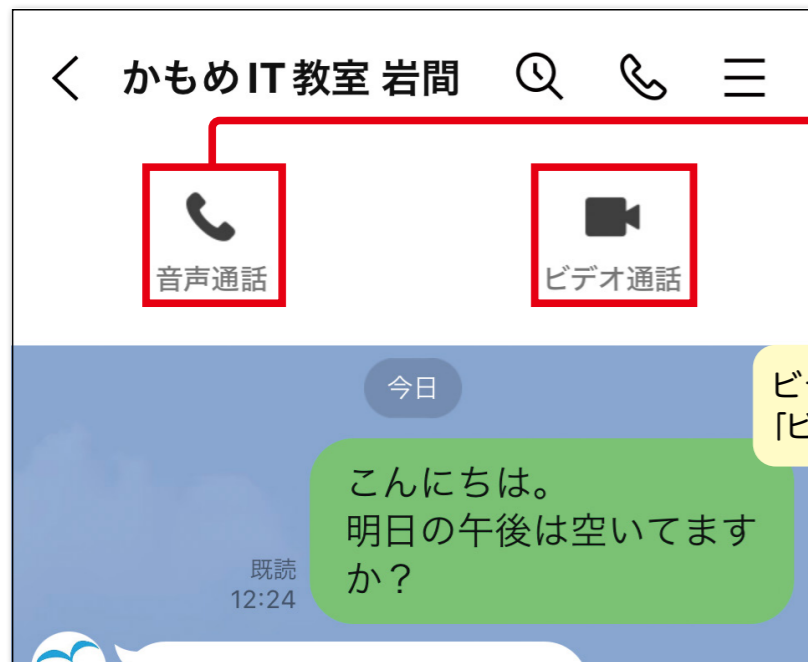 かもめIT教室 岩間
音声通話
ビデオ通話
今日
ビ
「ビ
こんにちは。
明日の午後は空いてます
か？
既読
12:24